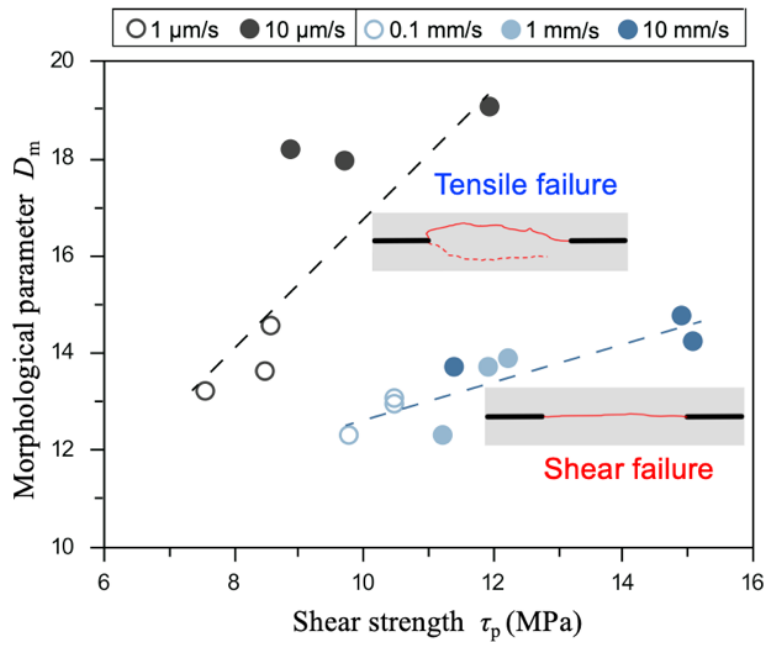 1 μm/s 10 μm/s 0.1 mm/s 1 mm/s 10 mm/s
20
18
16
14
12
10
Morphological parameter Dm
Tensile failure
Shear failure
6 8 10 12 14 16
Shear strength τp (MPa)